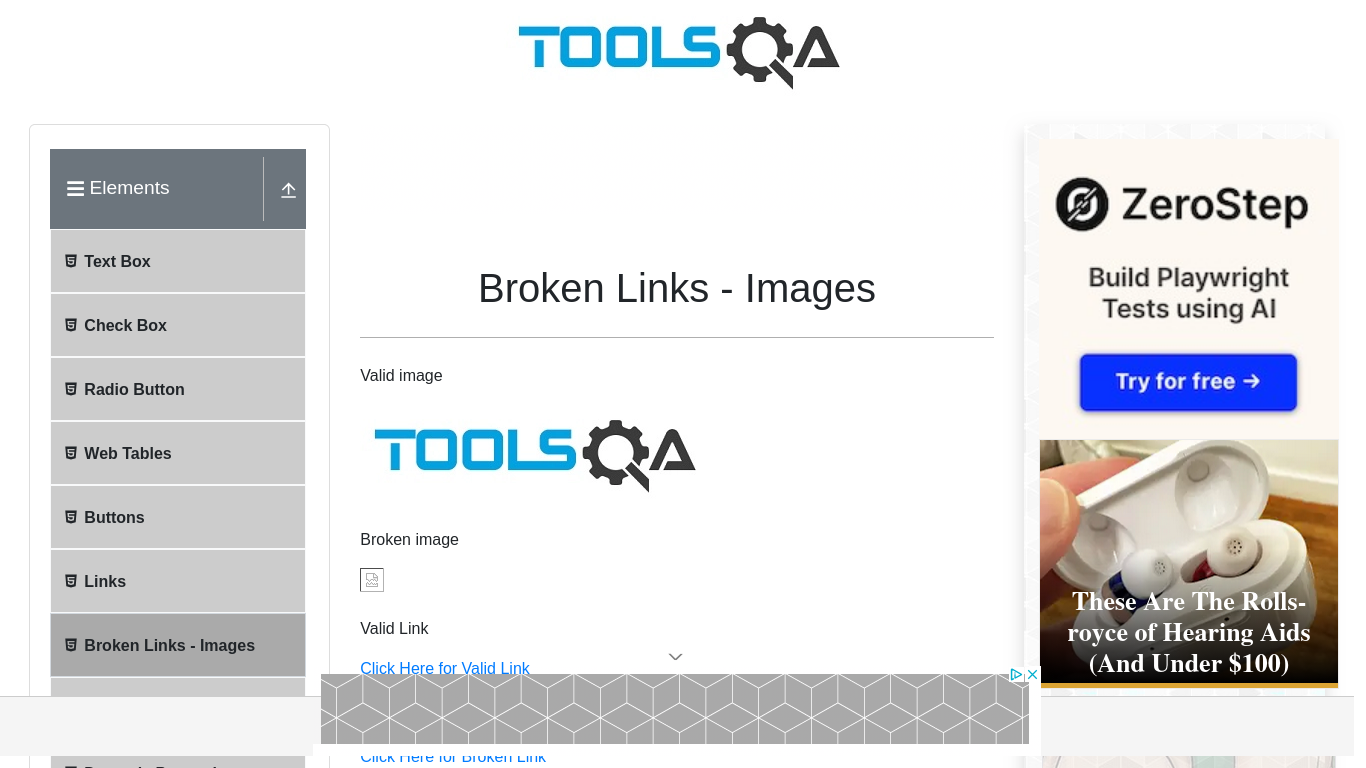 TOOLSQA
Elements
Text Box
Check Box
Radio Button
Web Tables
Buttons
Links
Broken Links - Images
Broken Links - Images
Valid image
TOOLSQA
Broken image
Valid Link
Click Here for Valid Link
Click Here for Broken Link
ZeroStep
Build Playwright
Tests using AI
Try for free →
These Are The Rolls-
royce of Hearing Aids
(And Under $100)